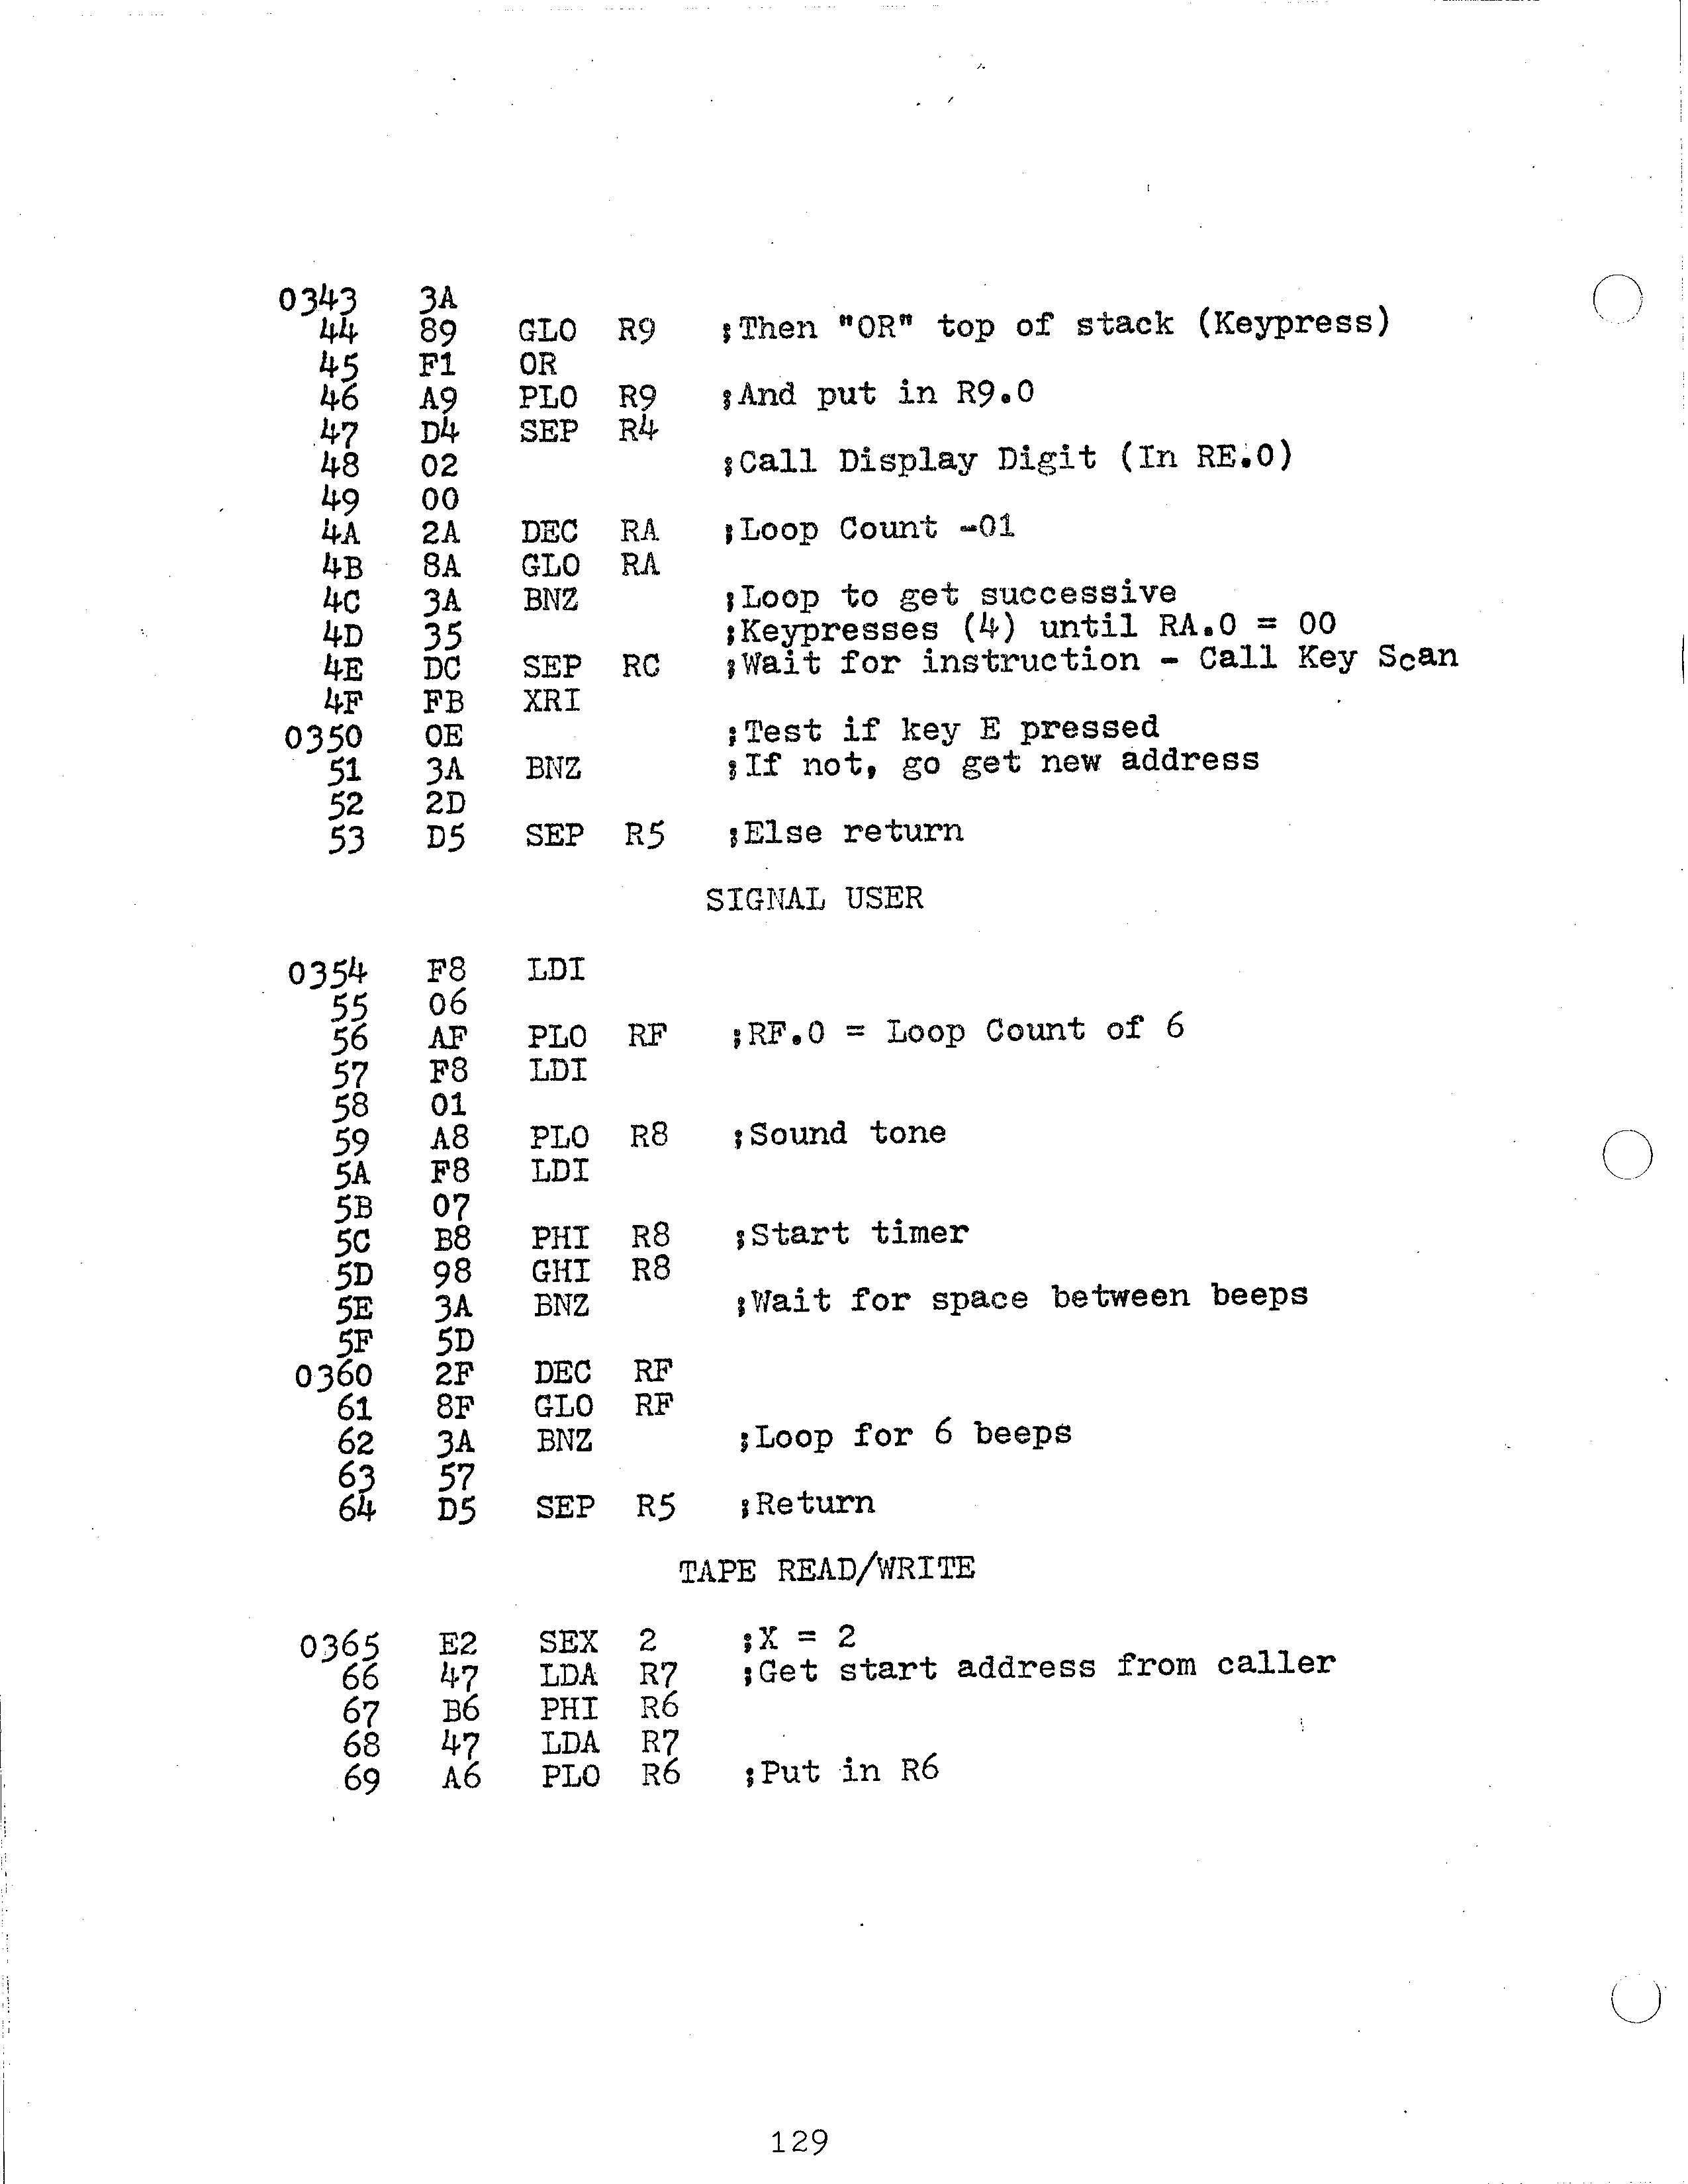 0343 3A
44 89 GLO R9 ;Then "OR" top of stack (Keypress)
45 F1 OR
46 A9 PLO R9 ;And put in R9.0
47 D4 SEP R4
48 02 ;Call Display Digit (In RE.0)
49 00
4A 2A DEC RA ;Loop Count -01
4B 8A GLO RA
4C 3A BNZ ;Loop to get successive
4D 35 ;Keypresses (4) until RA.0 = 00
4E DC SEP RC ;Wait for instruction - Call Key Scan
4F FB XRI
0350 0E ;Test if key E pressed
51 3A BNZ ;If not, go get new address
52 2D
53 D5 SEP R5 ;Else return
SIGNAL USER
0354 F8 LDI
55 06
56 AF PLO RF ;RF.0 = Loop Count of 6
57 F8 LDI
58 01
59 A8 PLO R8 ;Sound tone
5A F8 LDI
5B 07
5C B8 PHI R8 ;Start timer
5D 98 GHI R8
5E 3A BNZ ;Wait for space between beeps
5F 5D
0360 2F DEC RF
61 8F GLO RF
62 3A BNZ ;Loop for 6 beeps
63 57
64 D5 SEP R5 ;Return
TAPE READ/WRITE
0365 E2 SEX 2 ;X = 2
66 47 LDA R7 ;Get start address from caller
67 B6 PHI R6
68 47 LDA R7
69 A6 PLO R6 ;Put in R6
129